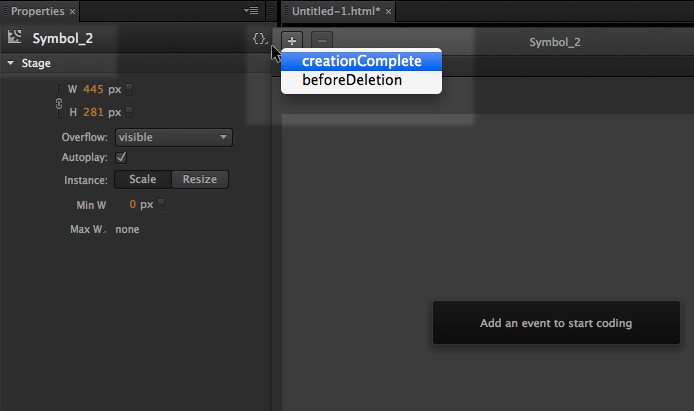 Properties ×
Untitled~1.html* ×
Symbol_2 {}
+ − Symbol_2
creationComplete
beforeDeletion
Stage
W 445 px
H 281 px
Overflow: visible
Autoplay: ✓
Instance: Scale Resize
Min W 0 px
Max W. none
Add an event to start coding